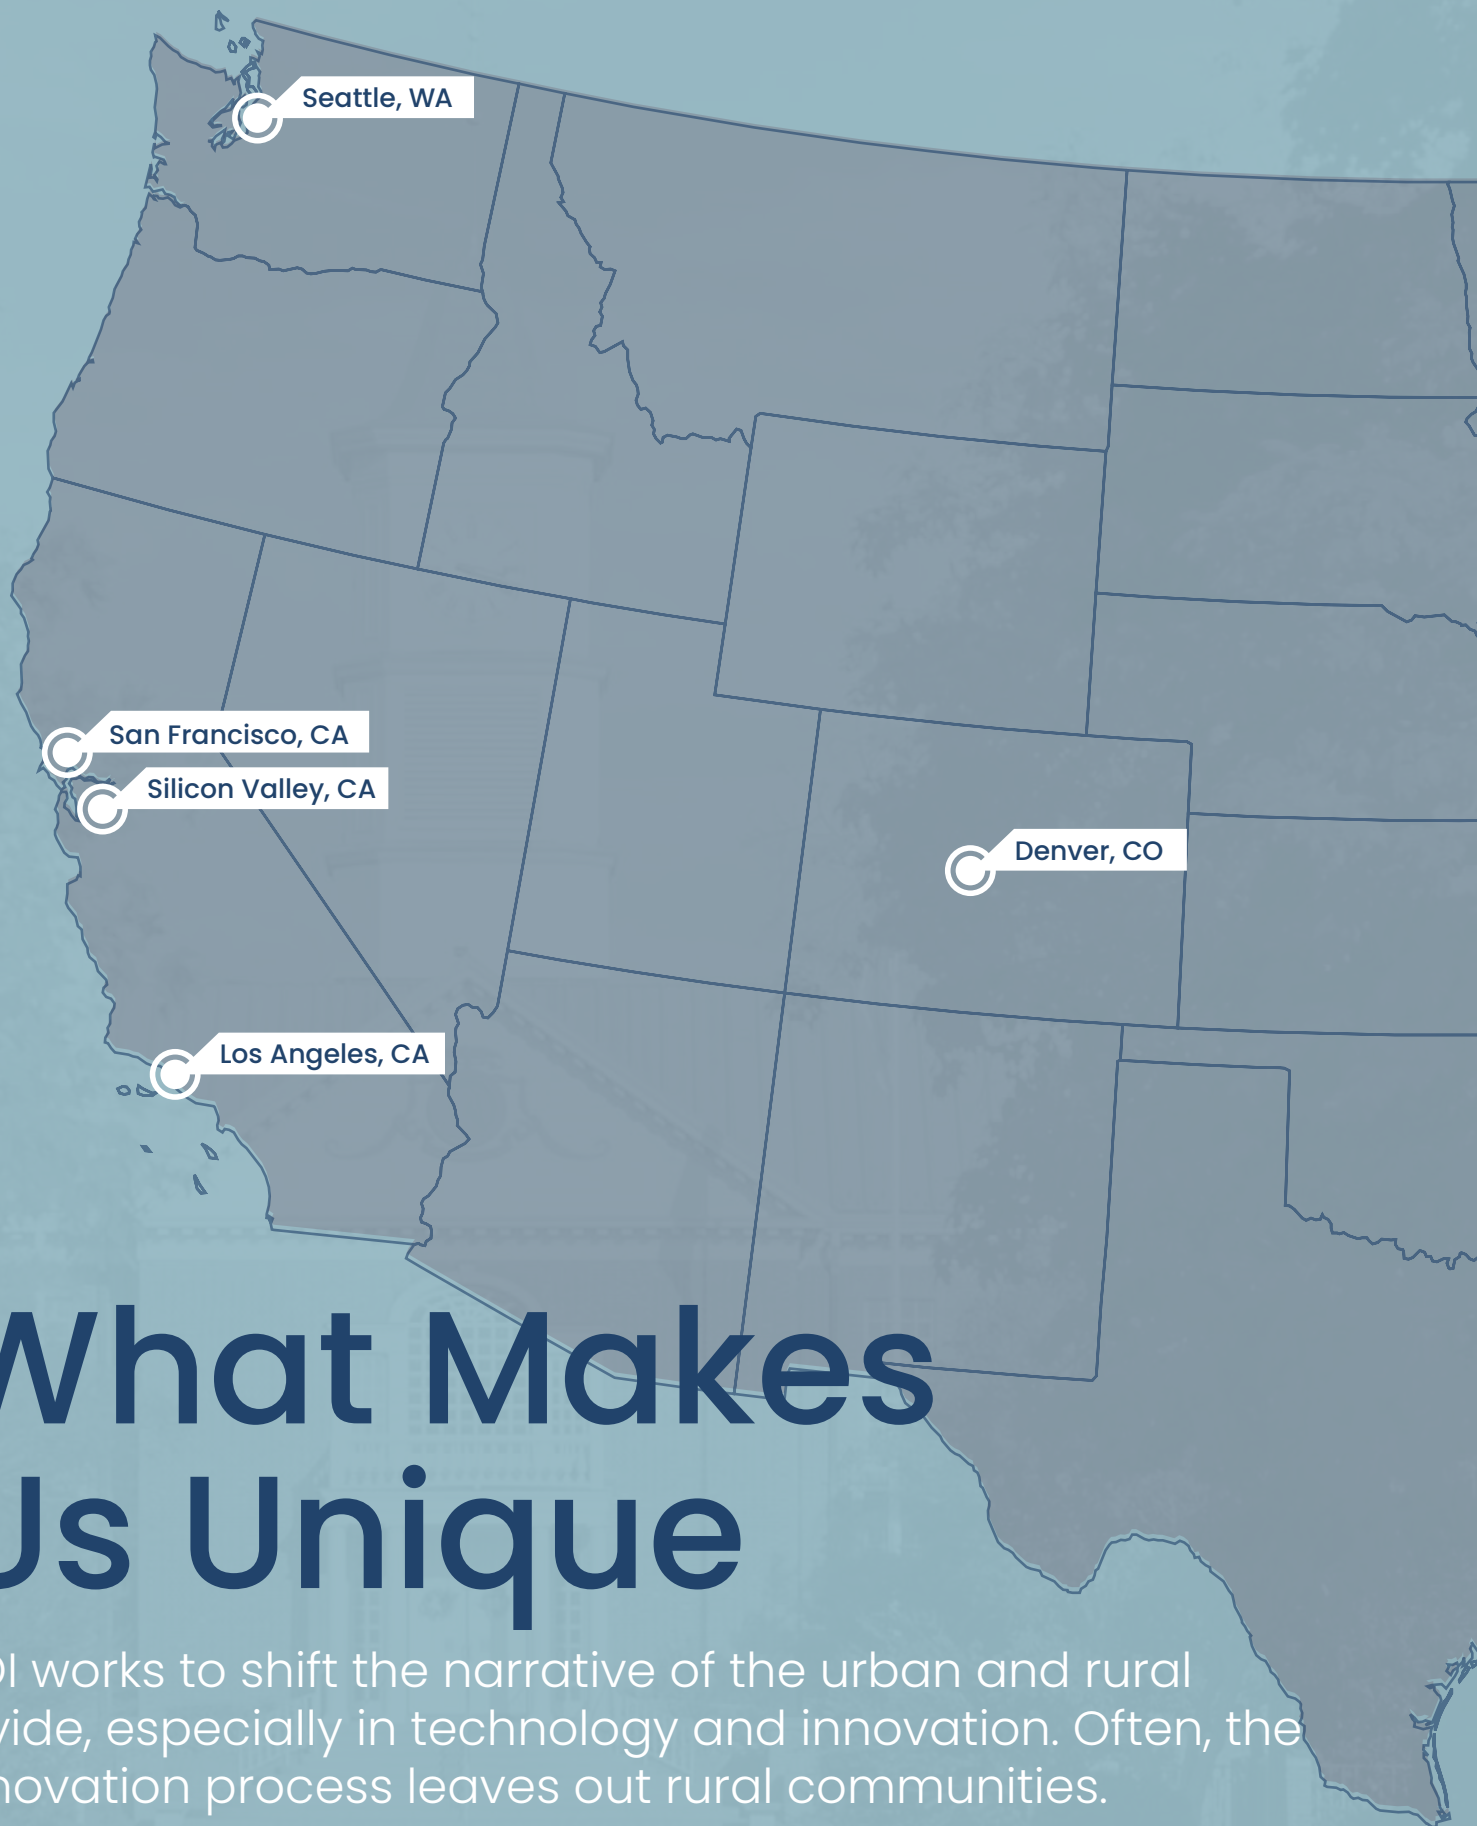 Seattle, WA
San Francisco, CA
Silicon Valley, CA
Denver, CO
Los Angeles, CA
What Makes
Us Unique
works to shift the narrative of the urban and rural
especially in technology and innovation. Often, the
process leaves out rural communities.